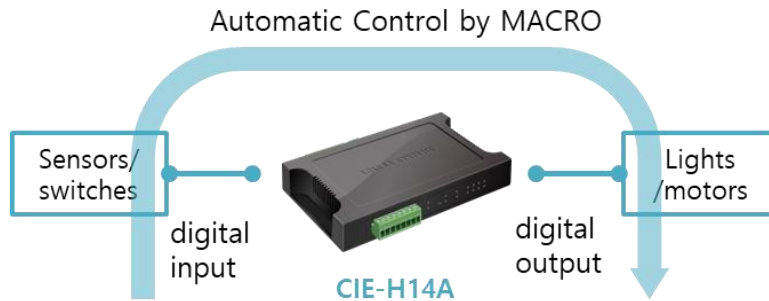 Automatic Control by MACRO
Sensors/
switches
Lights
/motors
digital
input
digital
output
CIE-H14A